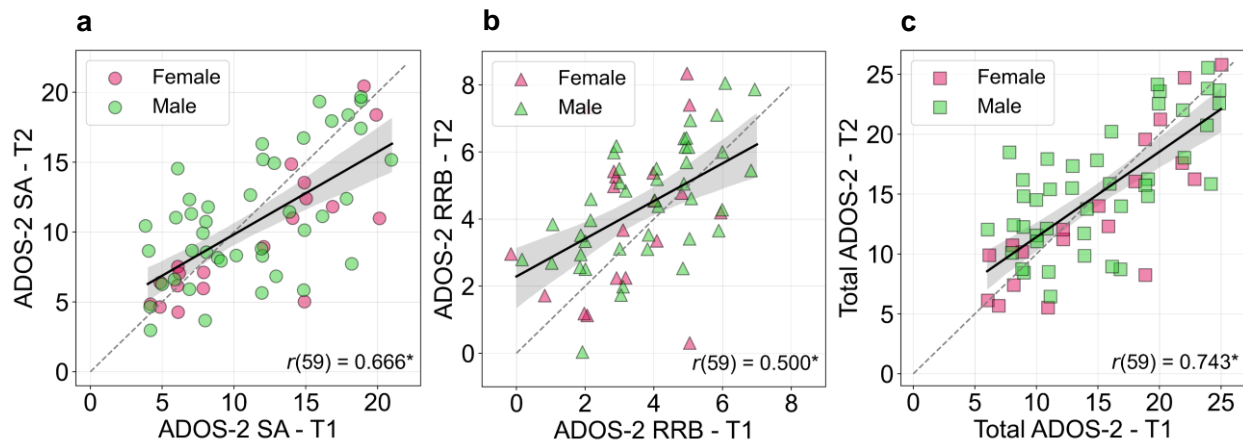 a
ADOS-2 SA - T2
20
15
10
5
0
Female
Male
r(59) = 0.666*
0 5 10 15 20
ADOS-2 SA - T1
b
ADOS-2 RRB - T2
8
6
4
2
0
Female
Male
r(59) = 0.500*
0 2 4 6 8
ADOS-2 RRB - T1
c
Total ADOS-2 - T2
25
20
15
10
5
0
Female
Male
r(59) = 0.743*
0 5 10 15 20 25
Total ADOS-2 - T1